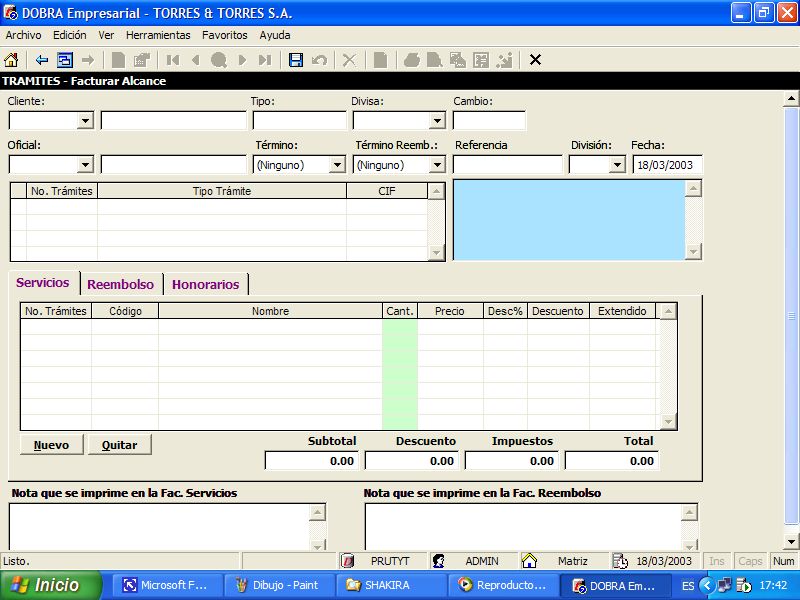 DOBRA Empresarial - TORRES & TORRES S.A.
Archivo Edición Ver Herramientas Favoritos Ayuda
TRAMITES - Facturar Alcance
Cliente: Tipo: Divisa: Cambio:
Oficial: Término: Término Reemb.: Referencia División: Fecha:
(Ninguno) (Ninguno) 18/03/2003
No. Trámites Tipo Trámite CIF
Servicios Reembolso Honorarios
No. Trámites Código Nombre Cant. Precio Desc% Descuento Extendido
Nuevo Quitar
Subtotal Descuento Impuestos Total
0.00 0.00 0.00 0.00
Nota que se imprime en la Fac. Servicios Nota que se imprime en la Fac. Reembolso
Listo. PRUTYT ADMIN Matriz 18/03/2003 Ins Caps Num
Inicio Microsoft F... Dibujo - Paint SHAKIRA Reproducto... DOBRA Em... ES 17:42